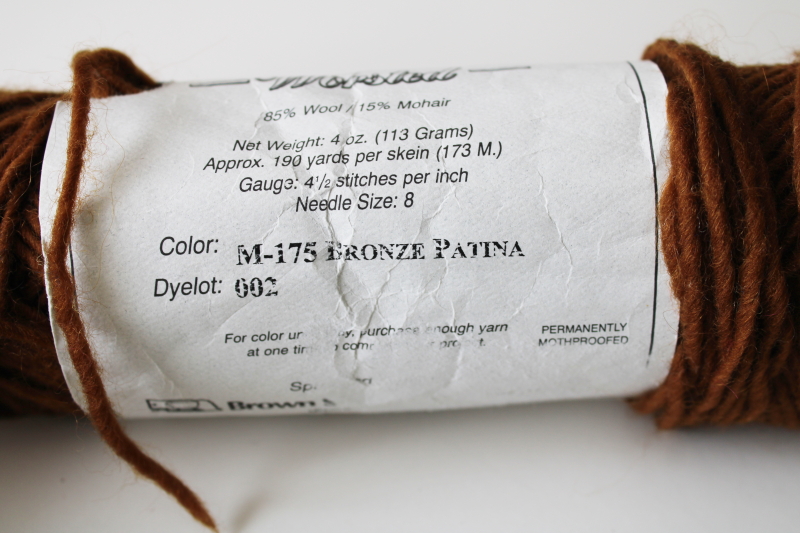 Worsted
85% Wool / 15% Mohair
Net Weight: 4 oz. (113 Grams)
Approx. 190 yards per skein (173 M.)
Gauge: 4½ stitches per inch
Needle Size: 8
Color: M-175 BRONZE PATINA
Dyelot: 002
For color purchase enough yarn
at one project.
PERMANENTLY
MOTHPROOFED
Brown